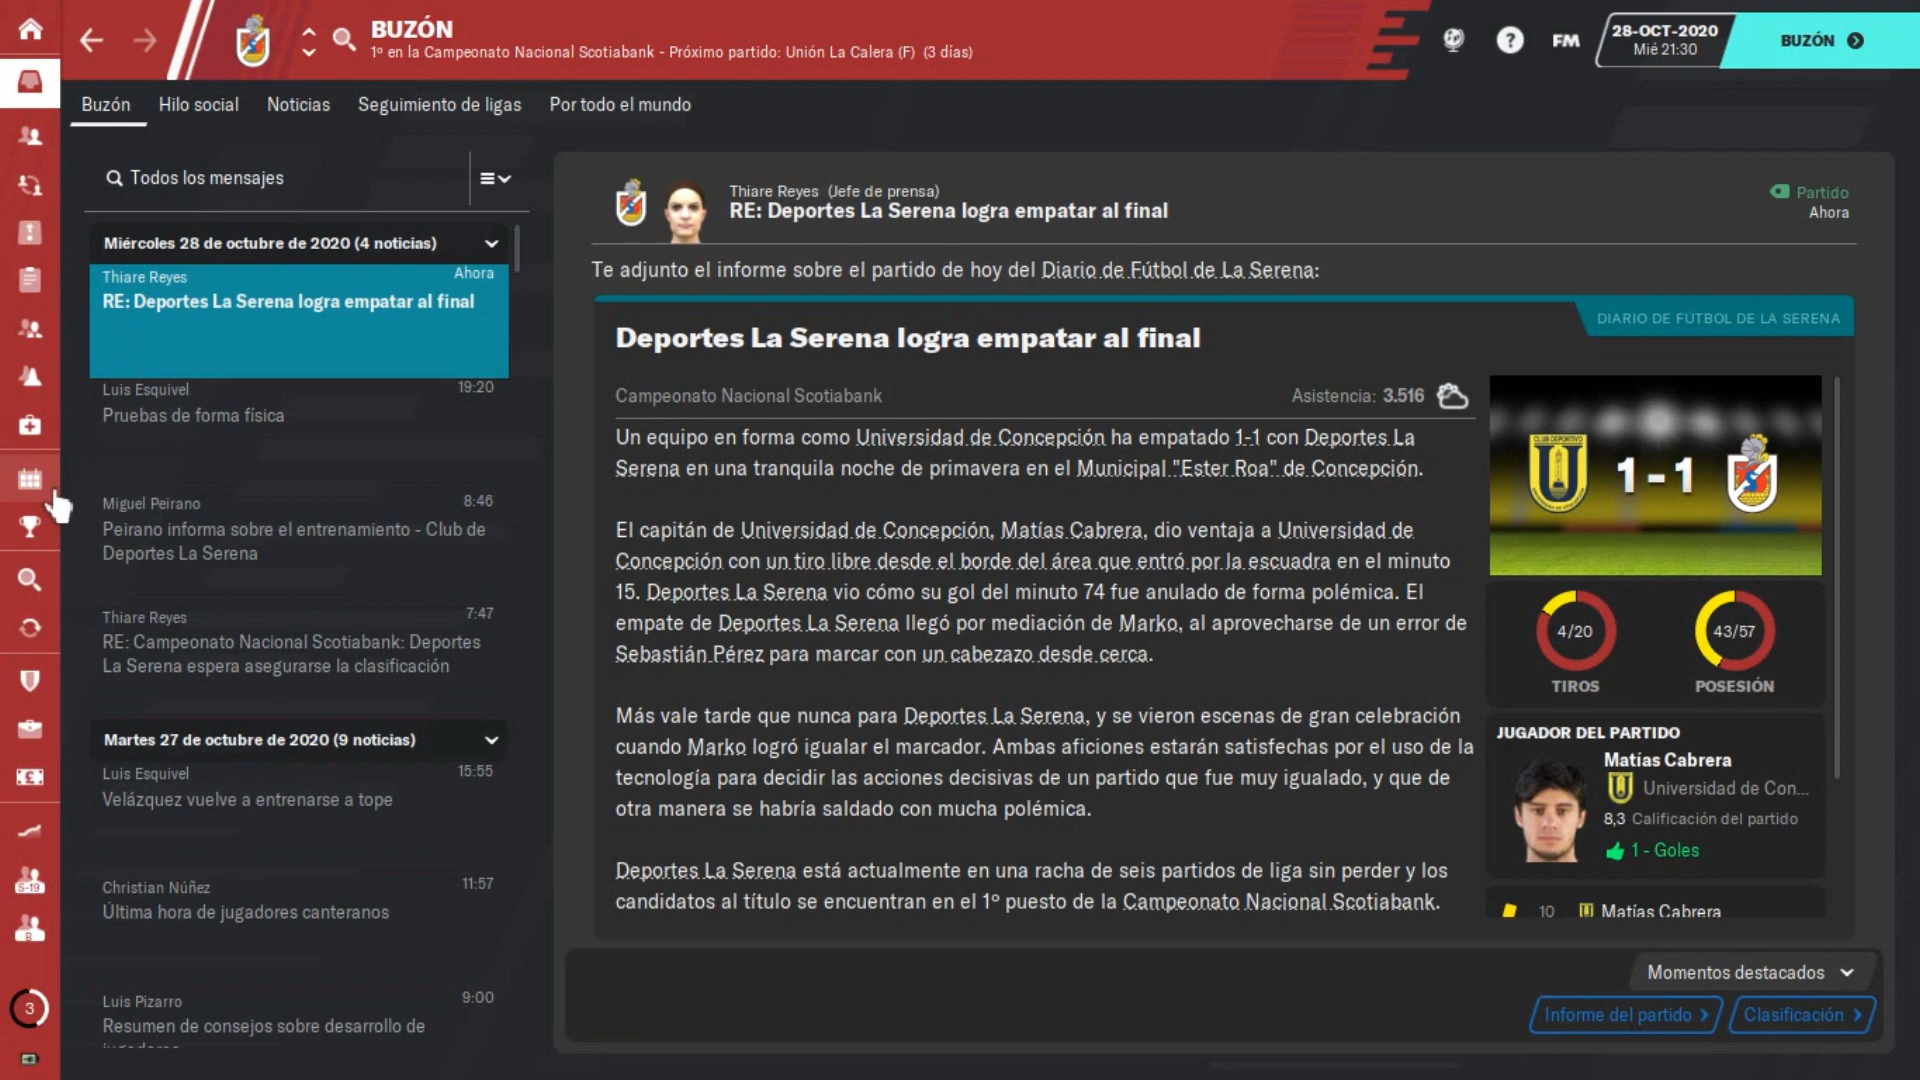 BUZÓN
1º en la Campeonato Nacional Scotiabank - Próximo partido: Unión La Calera (F) (3 días)
FM
28-OCT-2020
Mié 21:30
BUZÓN
Buzón
Hilo social
Noticias
Seguimiento de ligas
Por todo el mundo
Todos los mensajes
Miércoles 28 de octubre de 2020 (4 noticias)
Thiare Reyes
Ahora
RE: Deportes La Serena logra empatar al final
Luis Esquivel
19:20
Pruebas de forma física
Miguel Peirano
8:46
Peirano informa sobre el entrenamiento - Club de
Deportes La Serena
Thiare Reyes
7:47
RE: Campeonato Nacional Scotiabank: Deportes
La Serena espera asegurarse la clasificación
Martes 27 de octubre de 2020 (9 noticias)
Luis Esquivel
15:55
Velázquez vuelve a entrenarse a tope
Christian Núñez
11:57
Última hora de jugadores canteranos
Luis Pizarro
9:00
Resumen de consejos sobre desarrollo de
S-19
B
3
Thiare Reyes (Jefe de prensa)
RE: Deportes La Serena logra empatar al final
Partido
Ahora
Te adjunto el informe sobre el partido de hoy del Diario de Fútbol de La Serena:
DIARIO DE FÚTBOL DE LA SERENA
Deportes La Serena logra empatar al final
Campeonato Nacional Scotiabank
Asistencia: 3.516
Un equipo en forma como Universidad de Concepción ha empatado 1-1 con Deportes La
Serena en una tranquila noche de primavera en el Municipal "Ester Roa" de Concepción.
El capitán de Universidad de Concepción, Matías Cabrera, dio ventaja a Universidad de
Concepción con un tiro libre desde el borde del área que entró por la escuadra en el minuto
15. Deportes La Serena vio cómo su gol del minuto 74 fue anulado de forma polémica. El
empate de Deportes La Serena llegó por mediación de Marko, al aprovecharse de un error de
Sebastián Pérez para marcar con un cabezazo desde cerca.
Más vale tarde que nunca para Deportes La Serena, y se vieron escenas de gran celebración
cuando Marko logró igualar el marcador. Ambas aficiones estarán satisfechas por el uso de la
tecnología para decidir las acciones decisivas de un partido que fue muy igualado, y que de
otra manera se habría saldado con mucha polémica.
Deportes La Serena está actualmente en una racha de seis partidos de liga sin perder y los
candidatos al título se encuentran en el 1º puesto de la Campeonato Nacional Scotiabank.
1-1
4/20
TIROS
43/57
POSESIÓN
JUGADOR DEL PARTIDO
Matías Cabrera
Universidad de Con...
8,3 Calificación del partido
1 - Goles
10 Matías Cabrera
Momentos destacados
Informe del partido
Clasificación